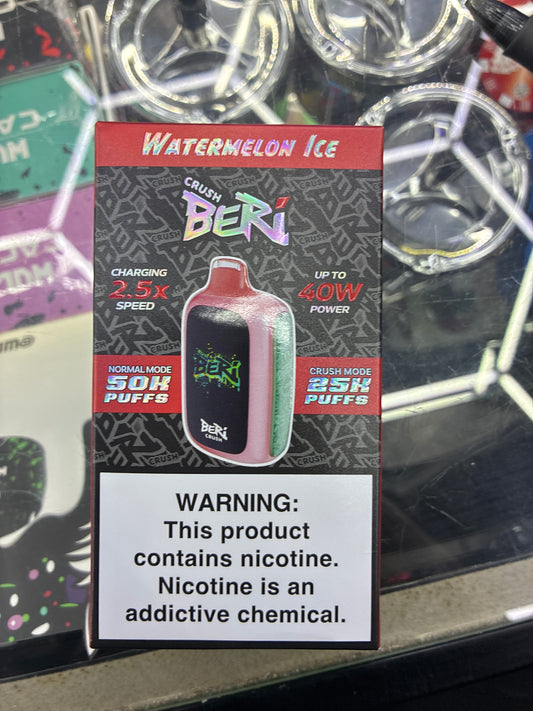 WATERMELON ICE
CRUSH
BERi
CHARGING
2.5x
SPEED
UP TO
40W
POWER
NORMAL MODE
50K
PUFFS
CRUSH MODE
25K
PUFFS
BERi
CRUSH
WARNING:
This product
contains nicotine.
Nicotine is an
addictive chemical.